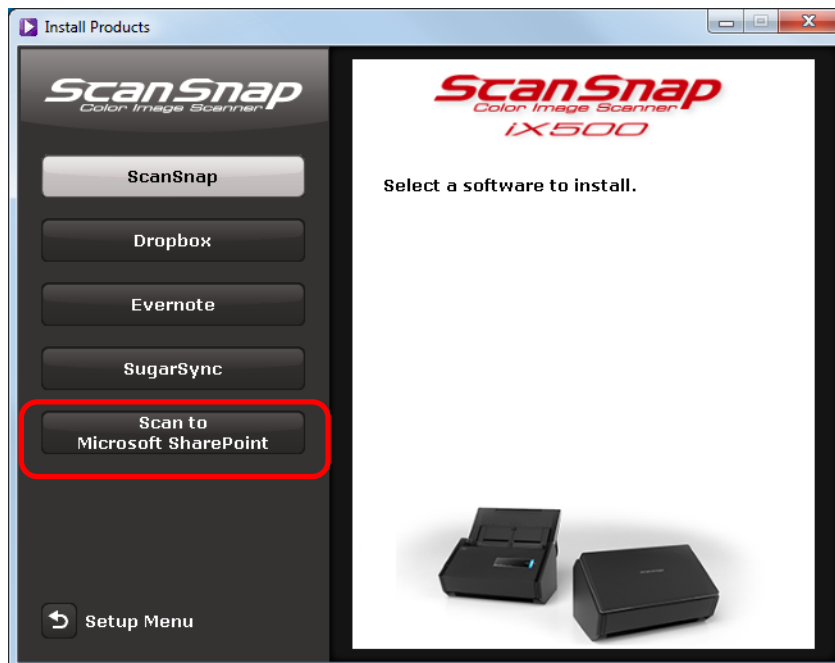 Install Products
ScanSnap
Color Image Scanner
ScanSnap
Dropbox
Evernote
SugarSync
Scan to
Microsoft SharePoint
Setup Menu
ScanSnap
Color Image Scanner
iX500
Select a software to install.